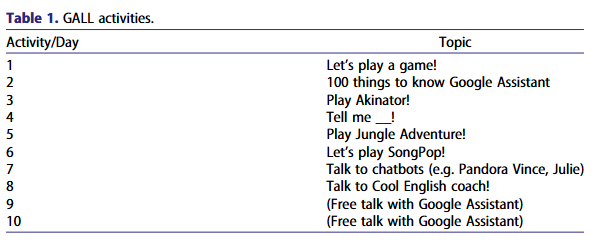 Table 1. GALL activities.
Activity/Day Topic
1 Let's play a game!
2 100 things to know Google Assistant
3 Play Akinator!
4 Tell me __!
5 Play Jungle Adventure!
6 Let's play SongPop!
7 Talk to chatbots (e.g. Pandora Vince, Julie)
8 Talk to Cool English coach!
9 (Free talk with Google Assistant)
10 (Free talk with Google Assistant)